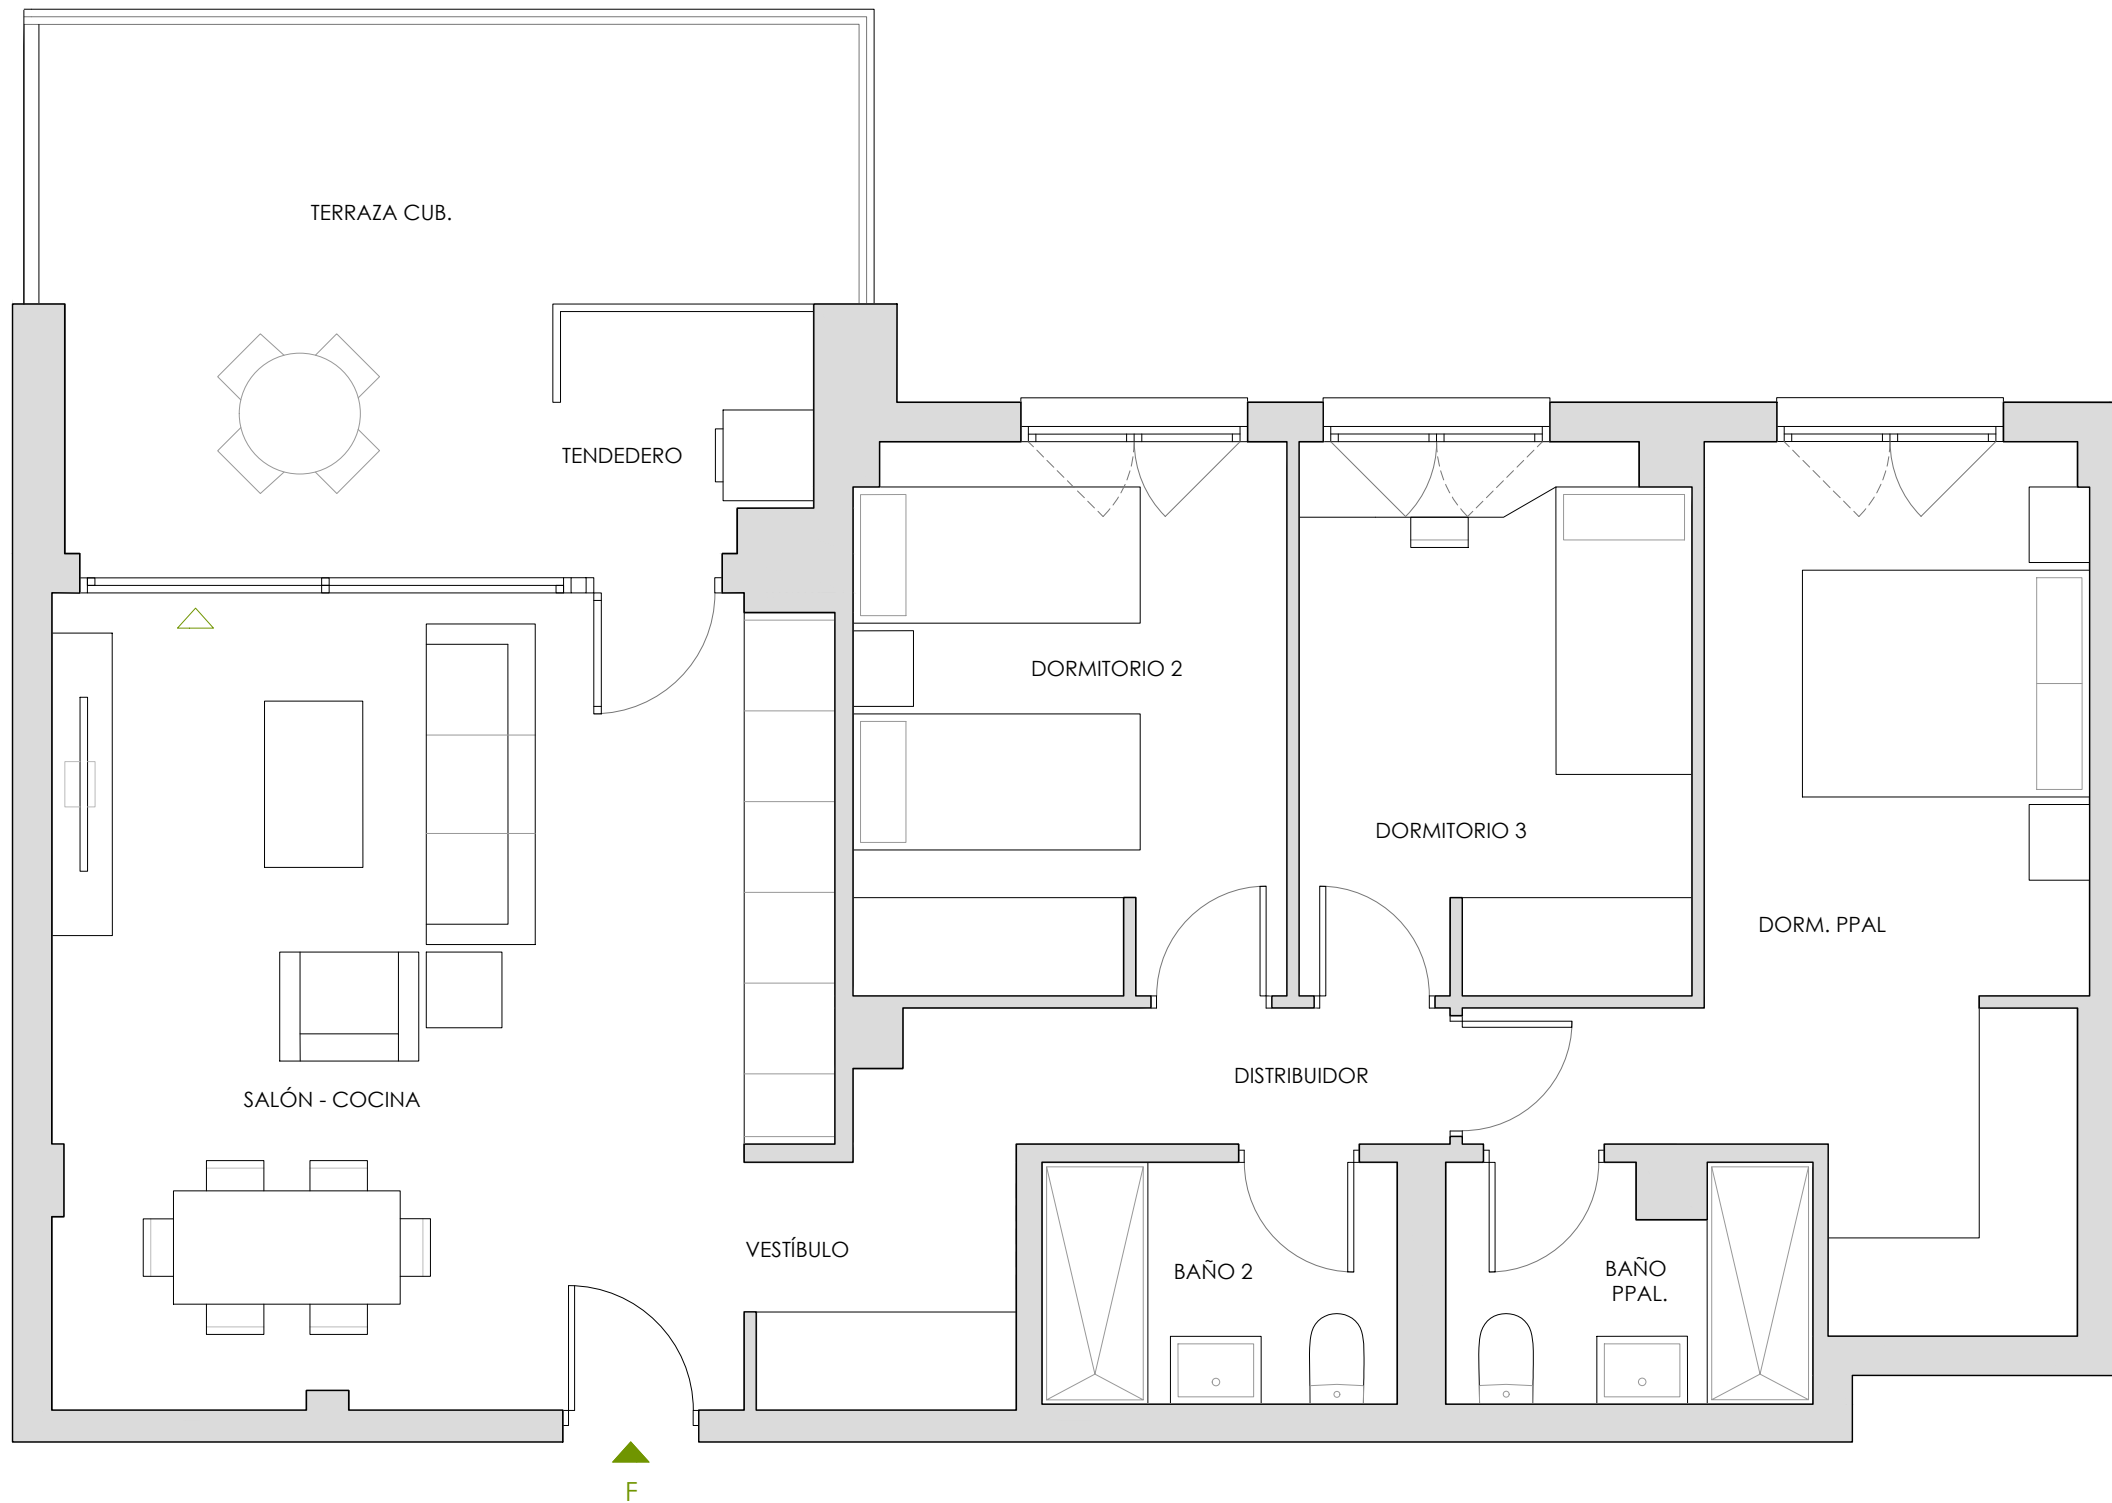 TERRAZA CUB.
TENDEDERO
DORMITORIO 2
DORMITORIO 3
DORM. PPAL
DISTRIBUIDOR
SALÓN - COCINA
VESTÍBULO
BAÑO 2
BAÑO
PPAL.
F